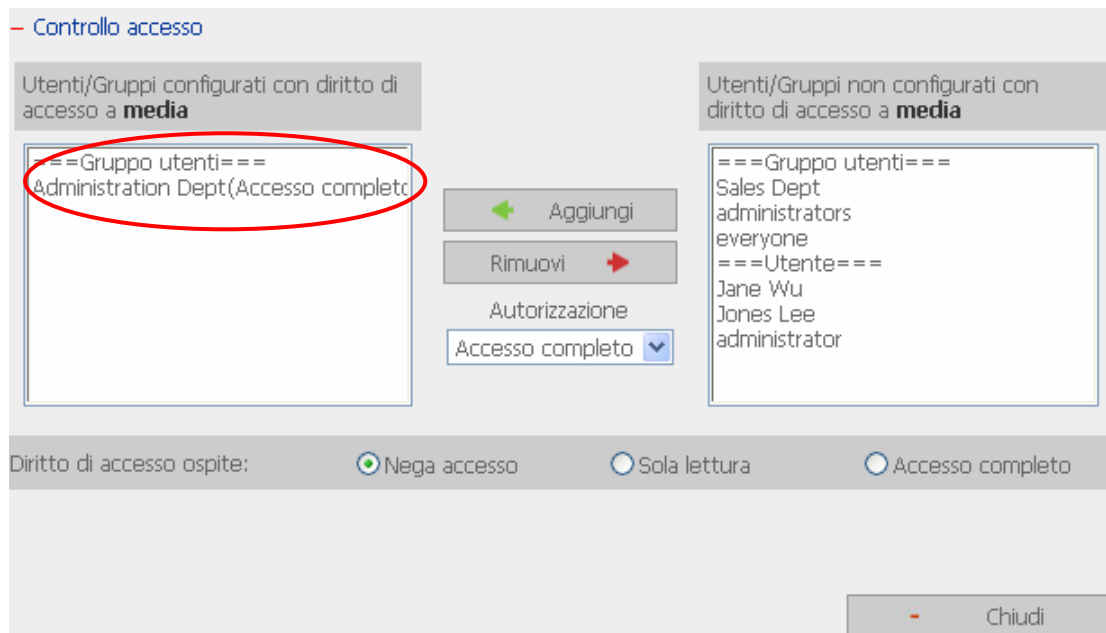 – Controllo accesso
Utenti/Gruppi configurati con diritto di
accesso a media
===Gruppo utenti===
Administration Dept(Accesso completo
Aggiungi
Rimuovi
Autorizzazione
Accesso completo
Utenti/Gruppi non configurati con
diritto di accesso a media
===Gruppo utenti===
Sales Dept
administrators
everyone
===Utente===
Jane Wu
Jones Lee
administrator
Diritto di accesso ospite: Nega accesso Sola lettura Accesso completo
- Chiudi